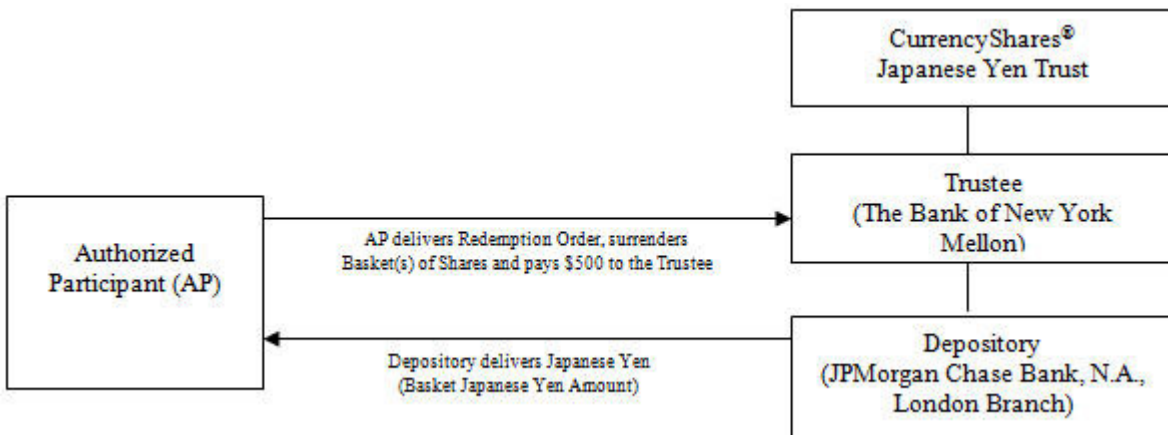 CurrencyShares®
Japanese Yen Trust
Trustee
(The Bank of New York
Mellon)
Authorized
Participant (AP)
AP delivers Redemption Order, surrenders
Basket(s) of Shares and pays $500 to the Trustee
Depository delivers Japanese Yen
(Basket Japanese Yen Amount)
Depository
(JPMorgan Chase Bank, N.A.,
London Branch)